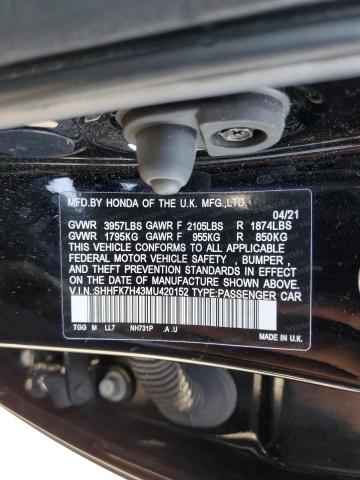 MFD.BY HONDA OF THE U.K. MFG.,LTD.
04/21
GVWR 3957LBS GAWR F 2105LBS R 1874LBS
GVWR 1795KG GAWR F 955KG R 850KG
THIS VEHICLE CONFORMS TO ALL APPLICABLE
FEDERAL MOTOR VEHICLE SAFETY , BUMPER ,
AND THEFT PREVENTION STANDARDS IN EFFECT
ON THE DATE OF MANUFACTURE SHOWN ABOVE.
V.I.N.:SHHFK7H43MU420152 TYPE:PASSENGER CAR
TGG M LL7 NH731P .A .U
MADE IN U.K.